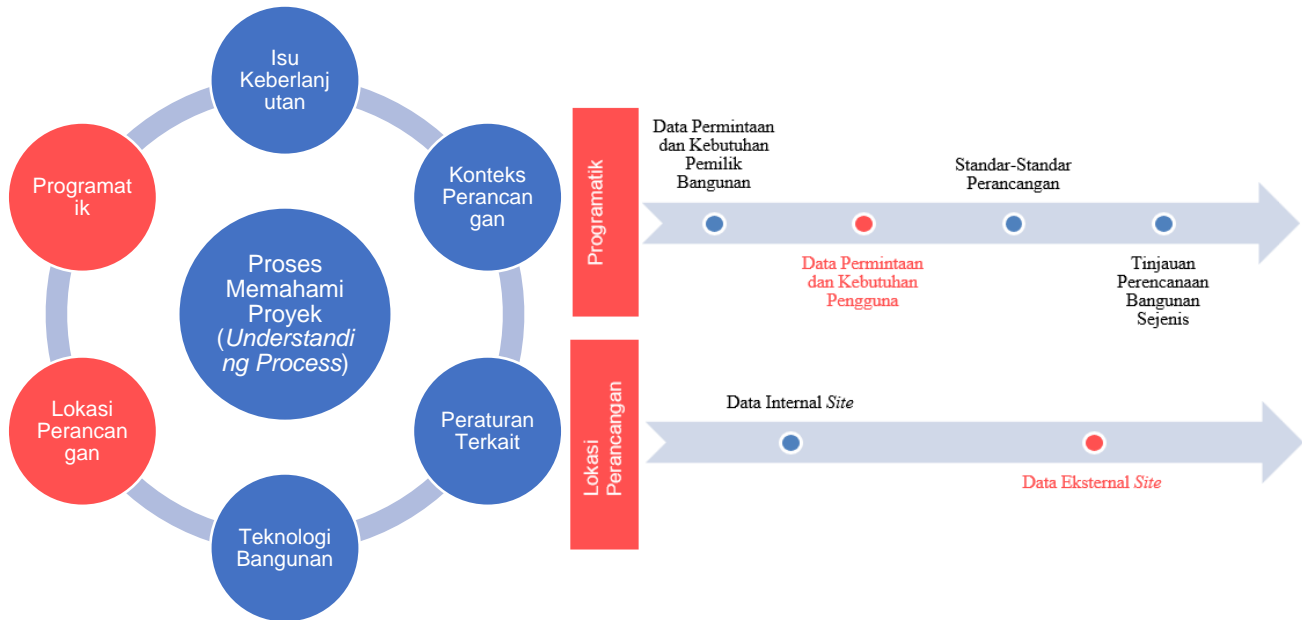 Isu
Keberlanj
utan
Konteks
Perancan
gan
Peraturan
Terkait
Teknologi
Bangunan
Lokasi
Perancan
gan
Programat
ik
Proses
Memahami
Proyek
(Understandi
ng Process)
Programatik
Data Permintaan
dan Kebutuhan
Pemilik
Bangunan
Data Permintaan
dan Kebutuhan
Pengguna
Standar-Standar
Perancangan
Tinjauan
Perencanaan
Bangunan
Sejenis
Lokasi
Perancangan
Data Internal Site
Data Eksternal Site